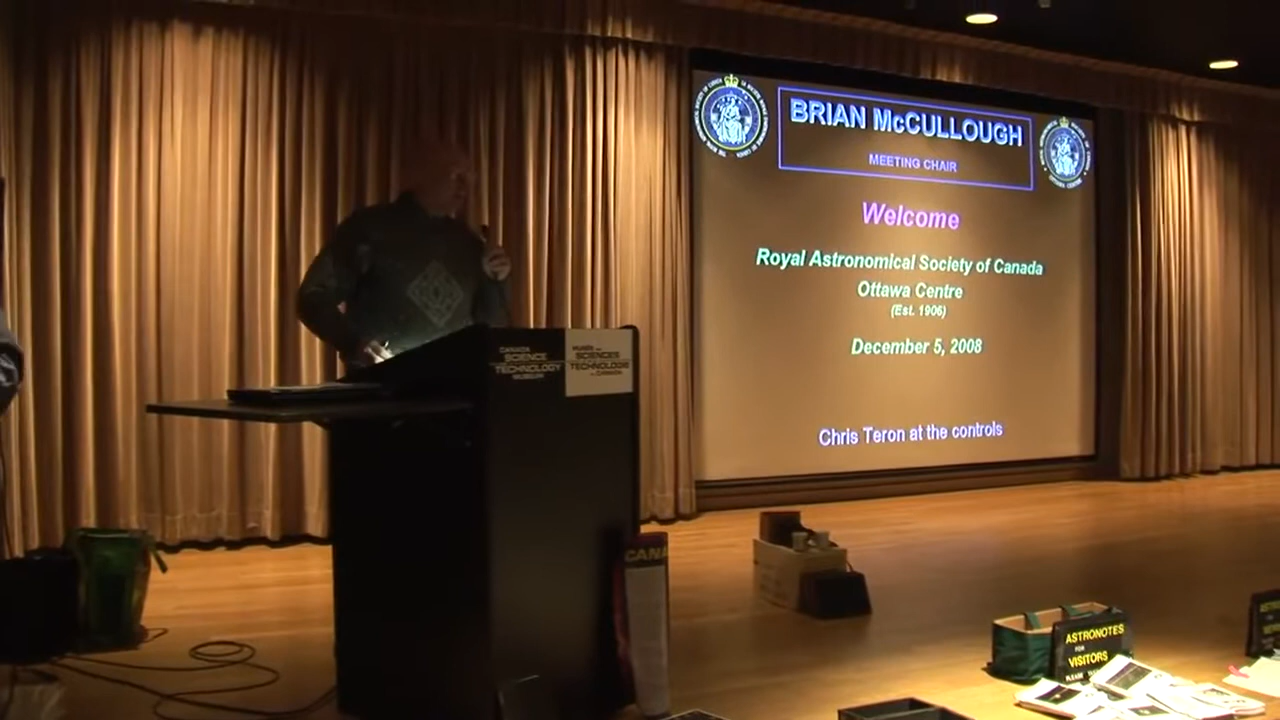 BRIAN McCULLOUGH
MEETING CHAIR
Welcome
Royal Astronomical Society of Canada
Ottawa Centre
(Est. 1906)
December 5, 2008
Chris Teron at the controls
CANADA
SCIENCE
TECHNOLOGY
MUSEUM
SCIENCES
TECHNOLOGIE
CANA
ASTRONOTES
FOR
VISITORS